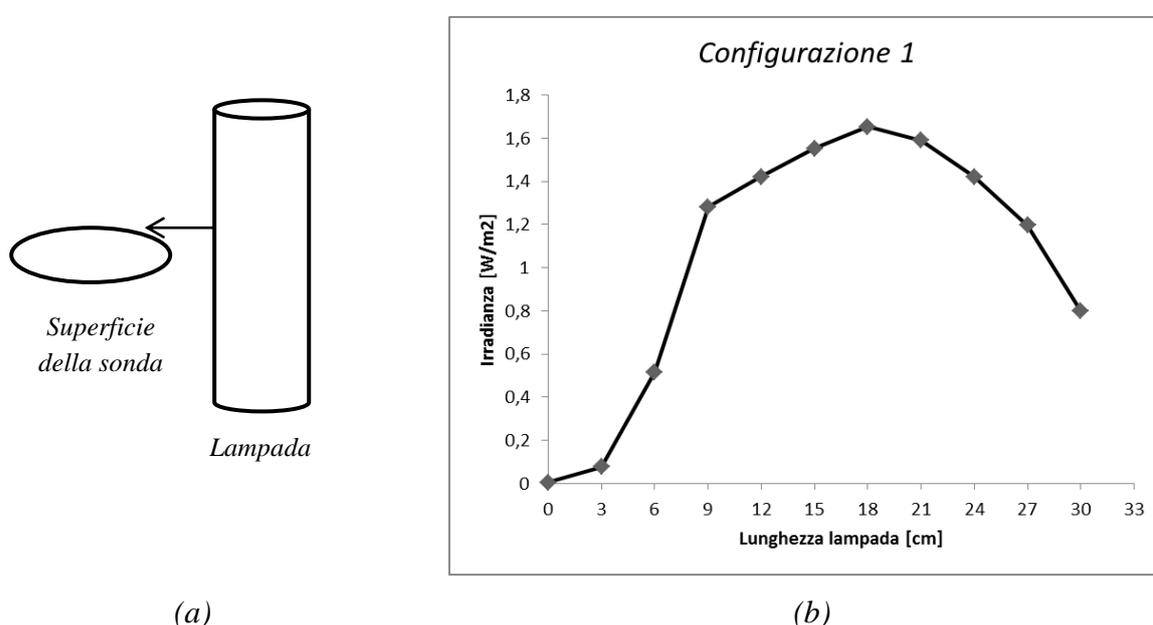 Superficie
della sonda
Lampada
(a)
Configurazione 1
Irradianza [W/m2]
1,8
1,6
1,4
1,2
1
0,8
0,6
0,4
0,2
0
0 3 6 9 12 15 18 21 24 27 30 33
Lunghezza lampada [cm]
(b)